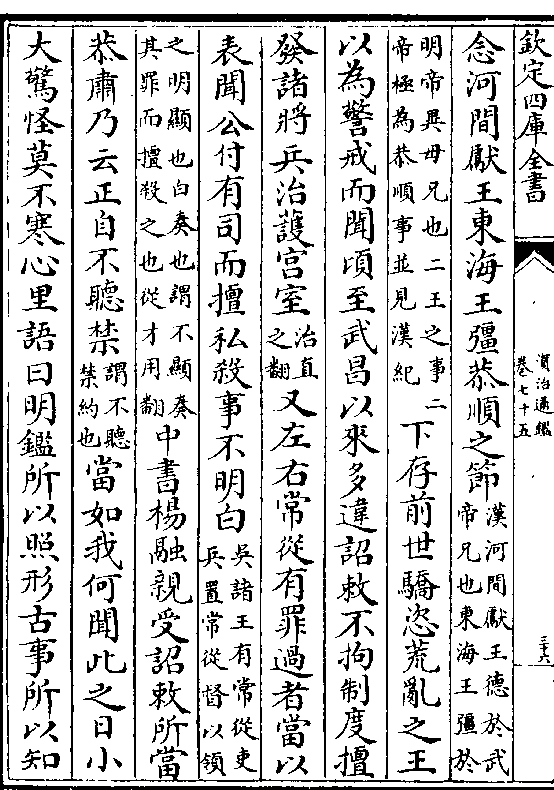 欽定四庫全書
資治通鑑
卷七十五
三十六
念河間獻王東海王彊恭順之節漢河間獻王德於武帝兄也東海王彊於
明帝異母兄也二王之事二帝極為恭順事並見漢紀下存前世驕恣荒亂之王
以為警戒而聞頃至武昌以來多違詔敕不拘制度擅
發諸將兵治護宮室治直之翻又左右常從有罪過者當以
表聞公付有司而擅私殺事不明白吳諸王有常從吏兵置常從督以領
之明顯也白奏也謂不顯奏其罪而擅殺之也從才用翻中書楊融親受詔敕所當
恭肅乃云正自不聽禁謂不聽禁約也當如我何聞此之日小
大驚怪莫不寒心里語曰明鑑所以照形古事所以知